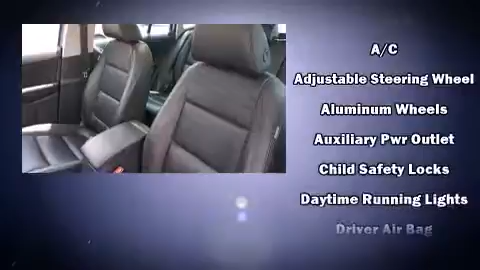 A/C
Adjustable Steering Wheel
Aluminum Wheels
Auxiliary Pwr Outlet
Child Safety Locks
Daytime Running Lights
Driver Air Bag